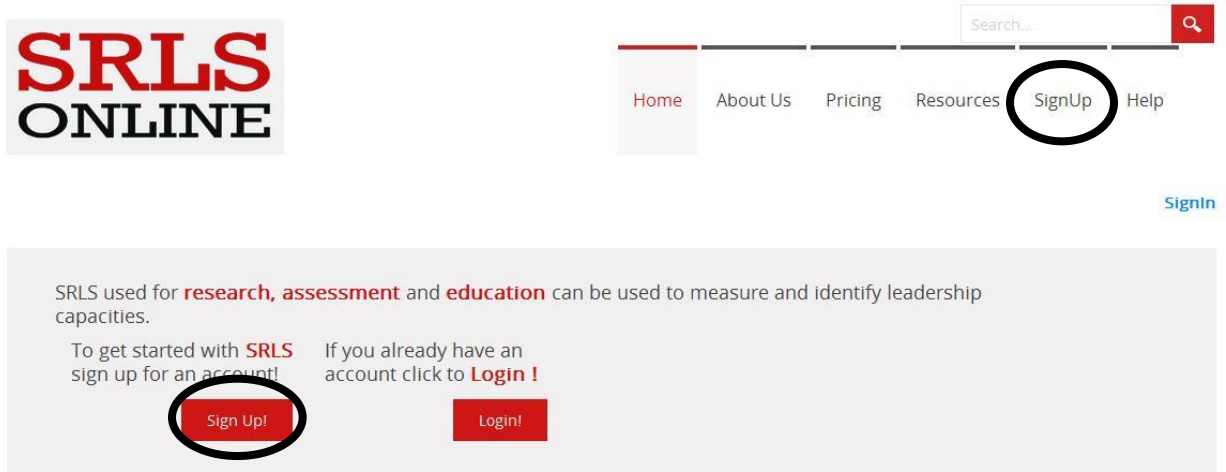 SRLS
ONLINE
Search...
Home About Us Pricing Resources SignUp Help
SignIn
SRLS used for research, assessment and education can be used to measure and identify leadership
capacities.
To get started with SRLS
sign up for an account!
If you already have an
account click to Login !
Sign Up!
Login!